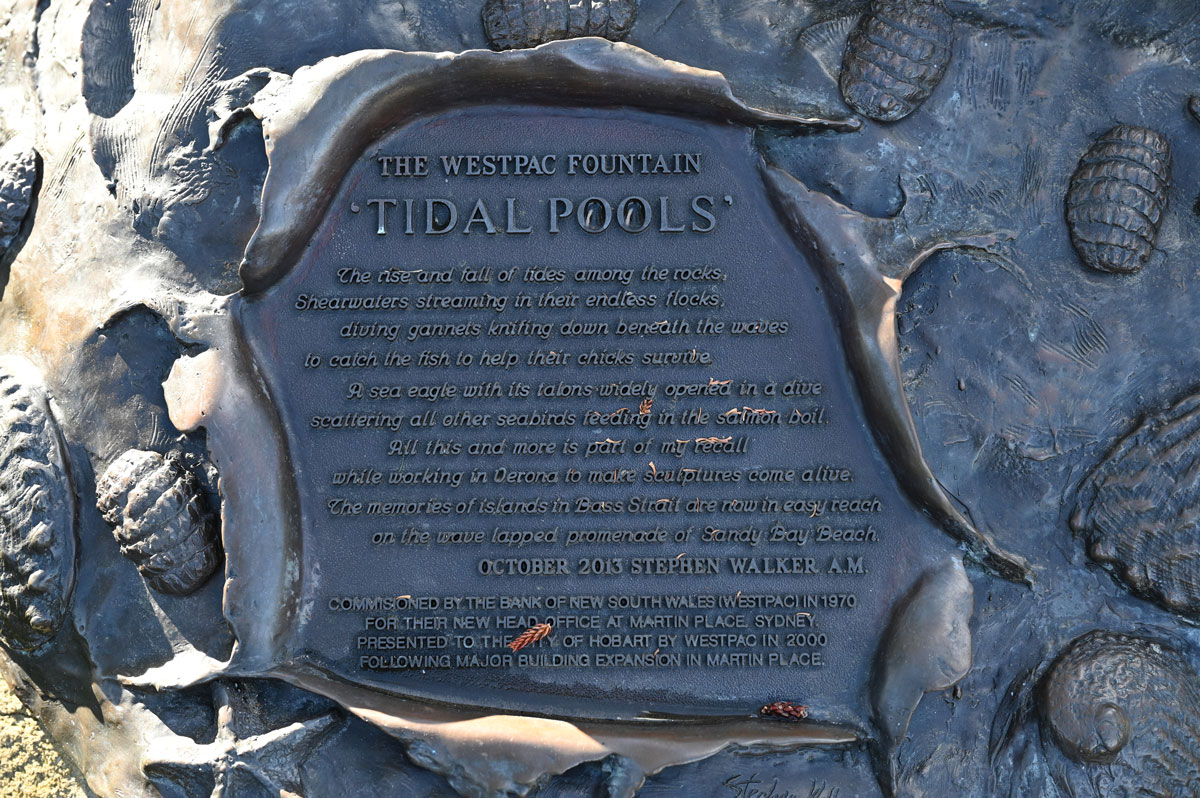 THE WESTPAC FOUNTAIN
'TIDAL POOLS'
The rise and fall of tides among the rocks,
Shearwaters streaming in their endless flocks,
diving gannets knifing down beneath the waves
to catch the fish to help their chicks survive.
A sea eagle with its talons widely opened in a dive
scattering all other seabirds feeding in the salmon boil.
All this and more is part of my recall
while working in Verona to make sculptures come alive.
The memories of islands in Bass Strait are now in easy reach
on the wave lapped promenade of Sandy Bay Beach.
OCTOBER 2013 STEPHEN WALKER A.M.
COMMISIONED BY THE BANK OF NEW SOUTH WALES (WESTPAC) IN 1970
FOR THEIR NEW HEAD OFFICE AT MARTIN PLACE, SYDNEY.
PRESENTED TO THE CITY OF HOBART BY WESTPAC IN 2000
FOLLOWING MAJOR BUILDING EXPANSION IN MARTIN PLACE.
Stephen